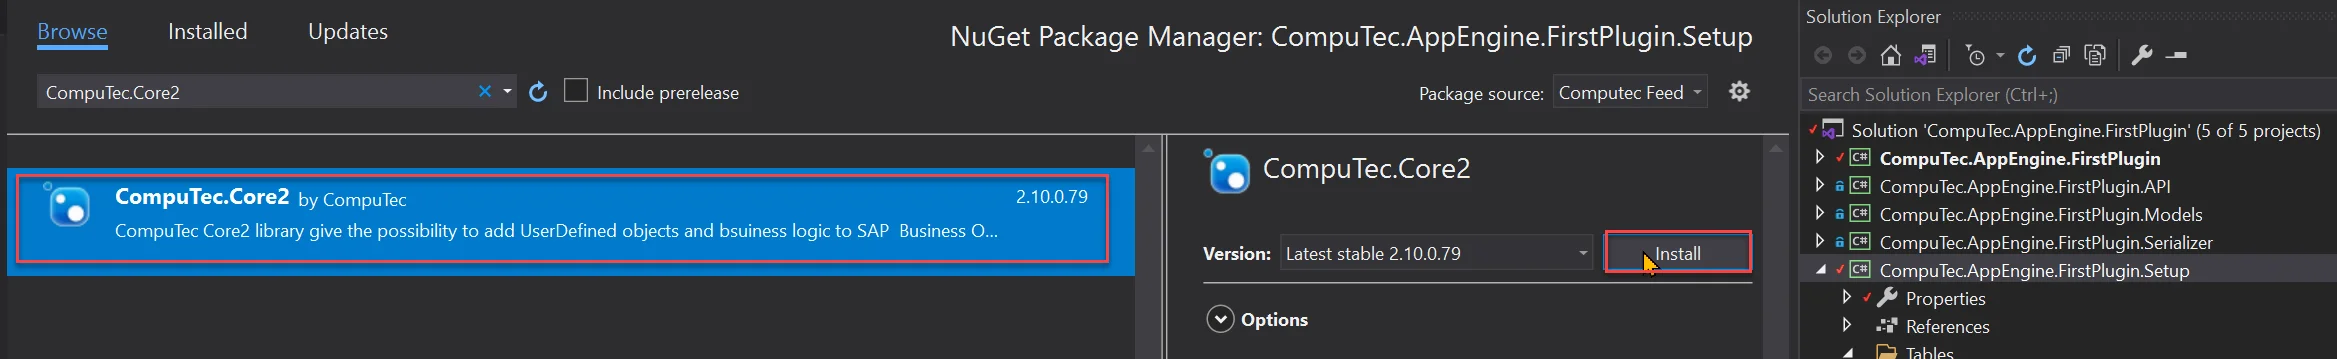 Browse Installed Updates
NuGet Package Manager: CompuTec.AppEngine.FirstPlugin.Setup
CompuTec.Core2
Include prerelease
Package source: Computec Feed
CompuTec.Core2 by CompuTec 2.10.0.79
CompuTec Core2 library give the possibility to add UserDefined objects and bsuiness logic to SAP Business O...
CompuTec.Core2
Version: Latest stable 2.10.0.79 Install
Options
Solution Explorer
Search Solution Explorer (Ctrl+;)
Solution 'CompuTec.AppEngine.FirstPlugin' (5 of 5 projects)
C# CompuTec.AppEngine.FirstPlugin
C# CompuTec.AppEngine.FirstPlugin.API
C# CompuTec.AppEngine.FirstPlugin.Models
C# CompuTec.AppEngine.FirstPlugin.Serializer
C# CompuTec.AppEngine.FirstPlugin.Setup
Properties
References
Tables